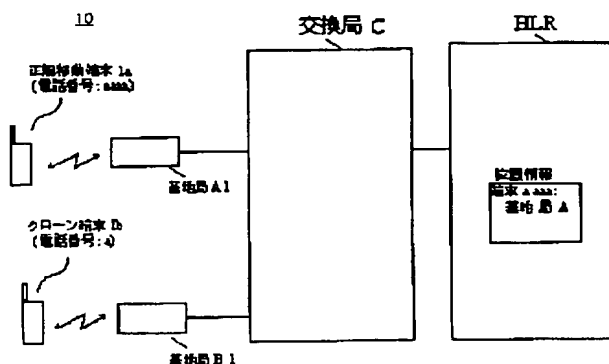 10
交換局 C
HLR
正規移動端末 1a
(電話番号:aaaa)
基地局 A 1
位置情報
端末 a aaa:
基地局 A
クローン端末 1b
(電話番号:a)
基地局 B 1